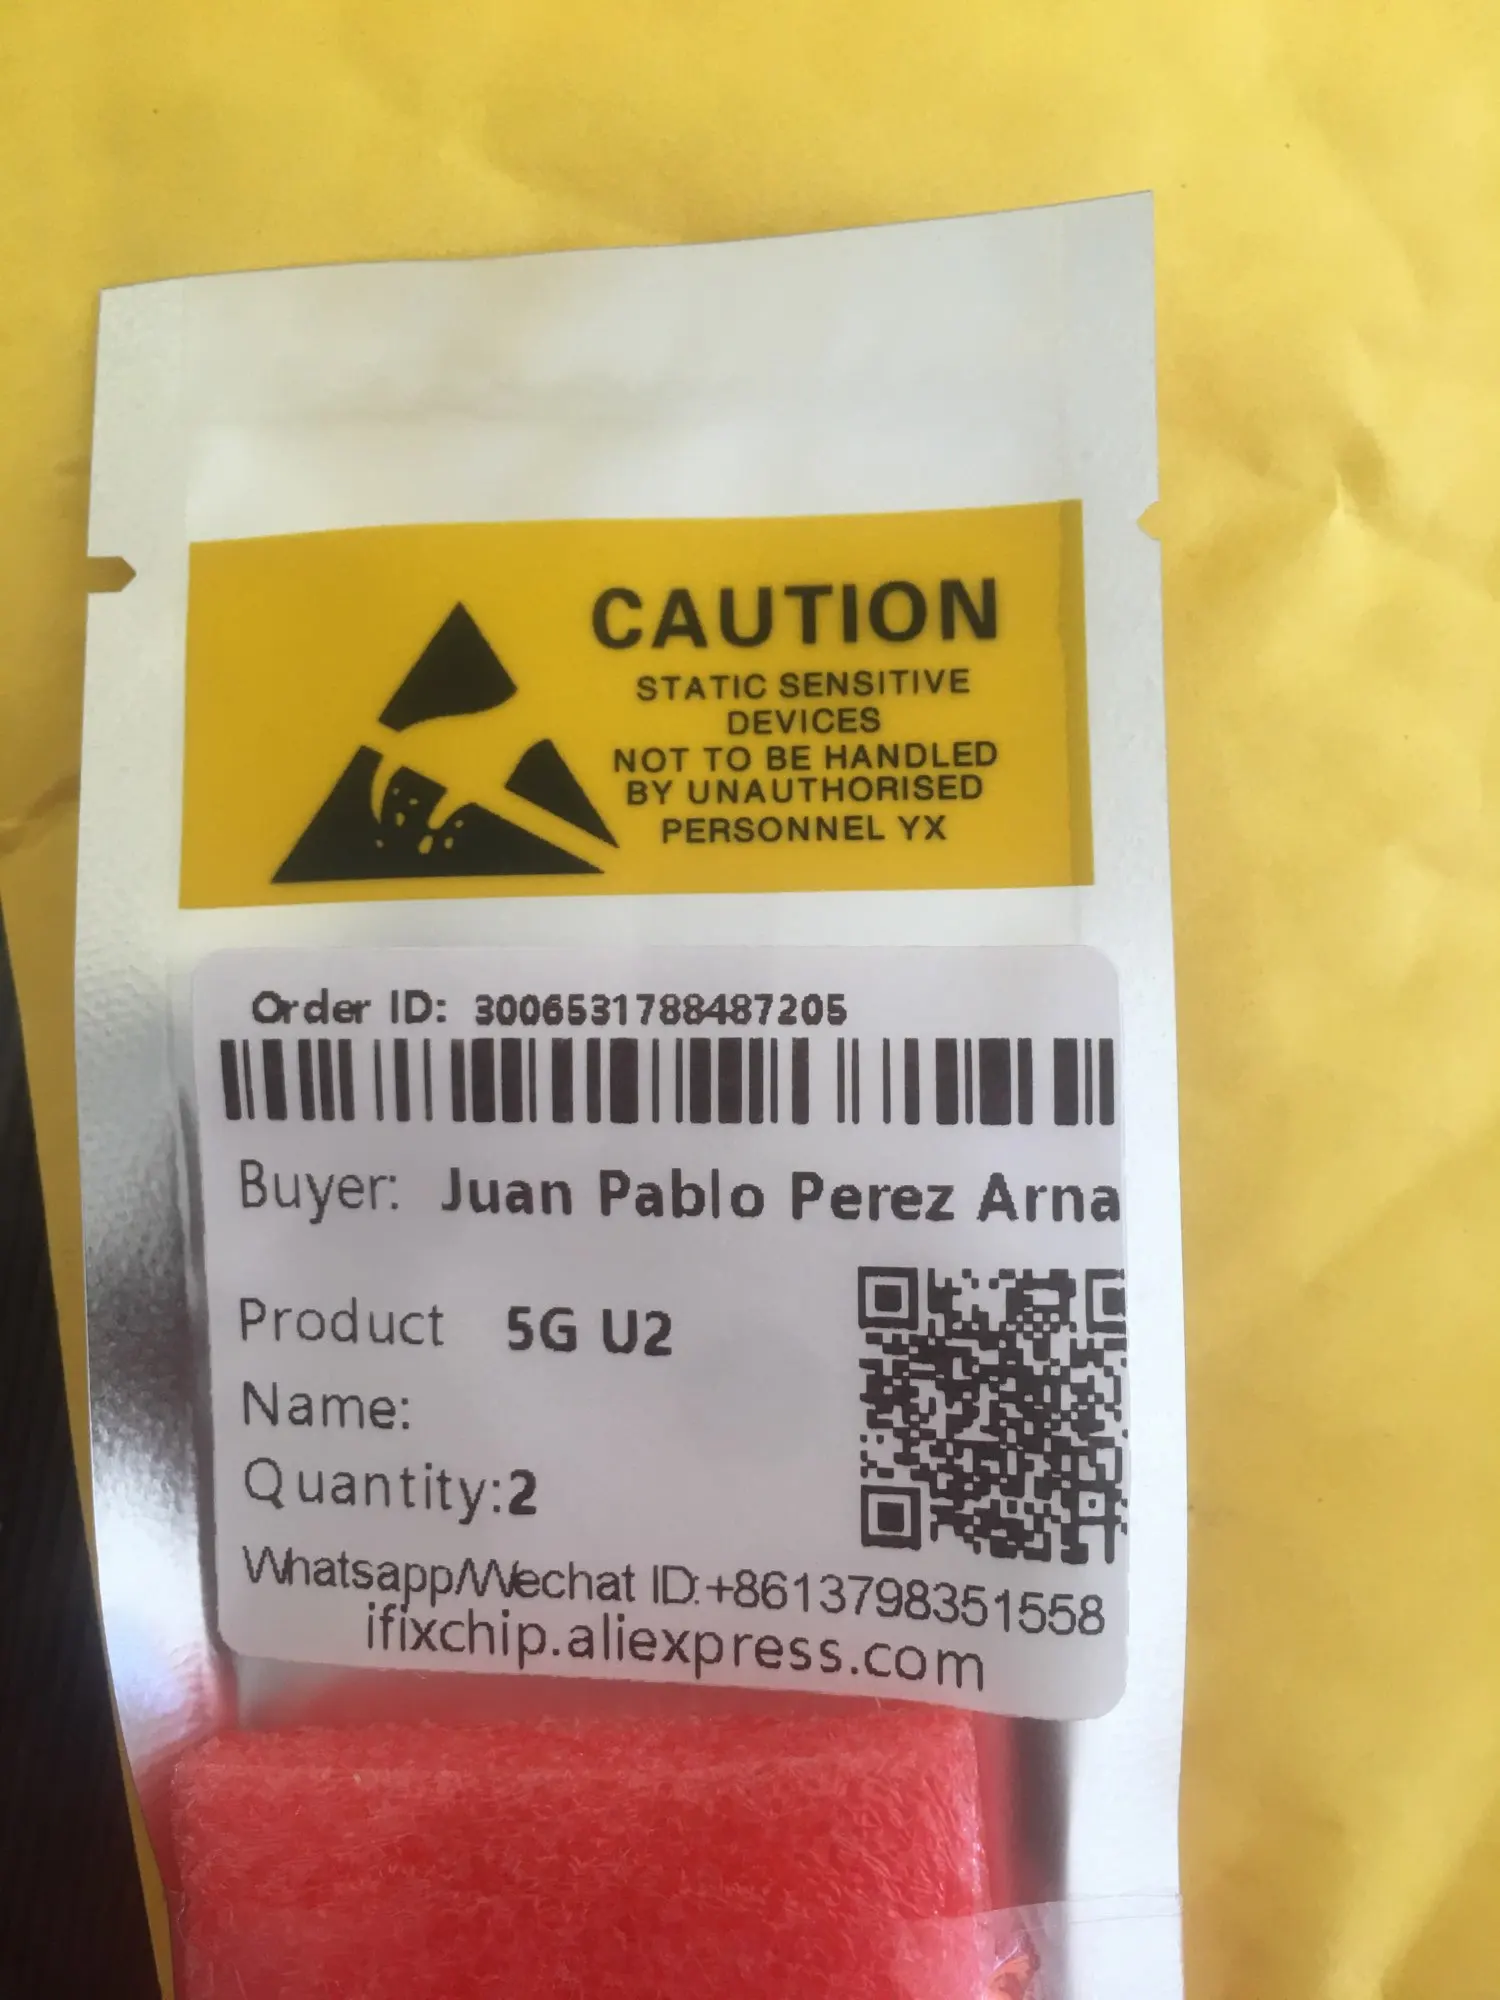 CAUTION
STATIC SENSITIVE
DEVICES
NOT TO BE HANDLED
BY UNAUTHORISED
PERSONNEL YX
Order ID: 3006531788487205
Buyer: Juan Pablo Perez Arna
Product 5G U2
Name:
Quantity:2
Whatsapp/Wechat ID:+8613798351558
ifixchip.aliexpress.com